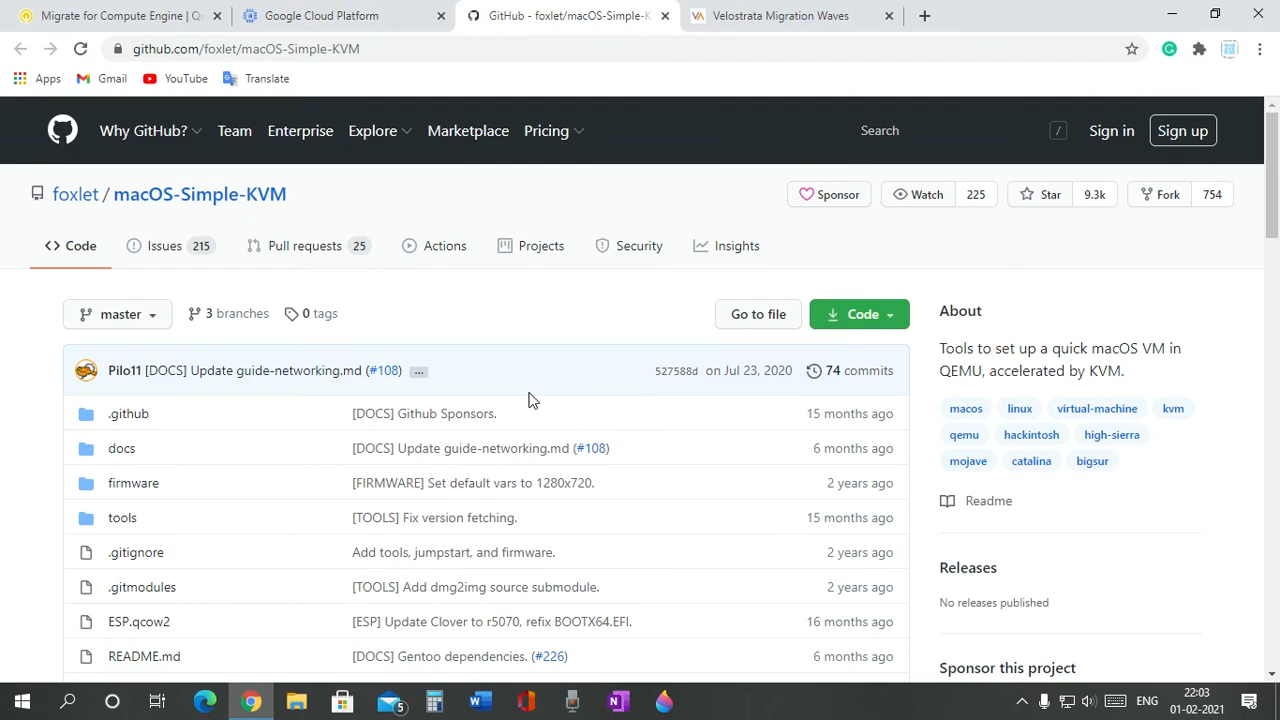 Migrate for Compute Engine | Q
Google Cloud Platform
GitHub - foxlet/macOS-Simple-K
Velostrata Migration Waves
github.com/foxlet/macOS-Simple-KVM
Apps Gmail YouTube Translate
Why GitHub? Team Enterprise Explore Marketplace Pricing Search / Sign in Sign up
foxlet / macOS-Simple-KVM Sponsor Watch 225 Star 9.3k Fork 754
Code Issues 215 Pull requests 25 Actions Projects Security Insights
master 3 branches 0 tags Go to file Code
Pilo11 [DOCS] Update guide-networking.md (#108) ... 527588d on Jul 23, 2020 74 commits
.github [DOCS] Github Sponsors. 15 months ago
docs [DOCS] Update guide-networking.md (#108) 6 months ago
firmware [FIRMWARE] Set default vars to 1280x720. 2 years ago
tools [TOOLS] Fix version fetching. 15 months ago
.gitignore Add tools, jumpstart, and firmware. 2 years ago
.gitmodules [TOOLS] Add dmg2img source submodule. 2 years ago
ESP.qcow2 [ESP] Update Clover to r5070, refix BOOTX64.EFI. 16 months ago
README.md [DOCS] Gentoo dependencies. (#226) 6 months ago
About
Tools to set up a quick macOS VM in
QEMU, accelerated by KVM.
macos linux virtual-machine kvm
qemu hackintosh high-sierra
mojave catalina bigsur
Readme
Releases
No releases published
Sponsor this project
5
ENG
22:03
01-02-2021